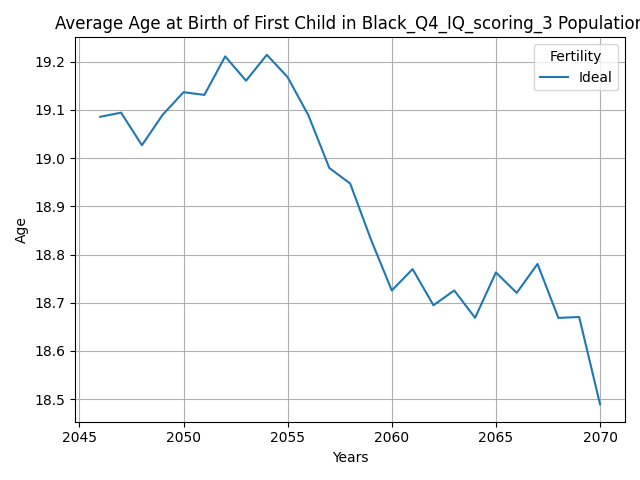 Average Age at Birth of First Child in Black_Q4_IQ_scoring_3 Population
Fertility
Ideal
19.2
19.1
19.0
18.9
18.8
18.7
18.6
18.5
Age
2045 2050 2055 2060 2065 2070
Years